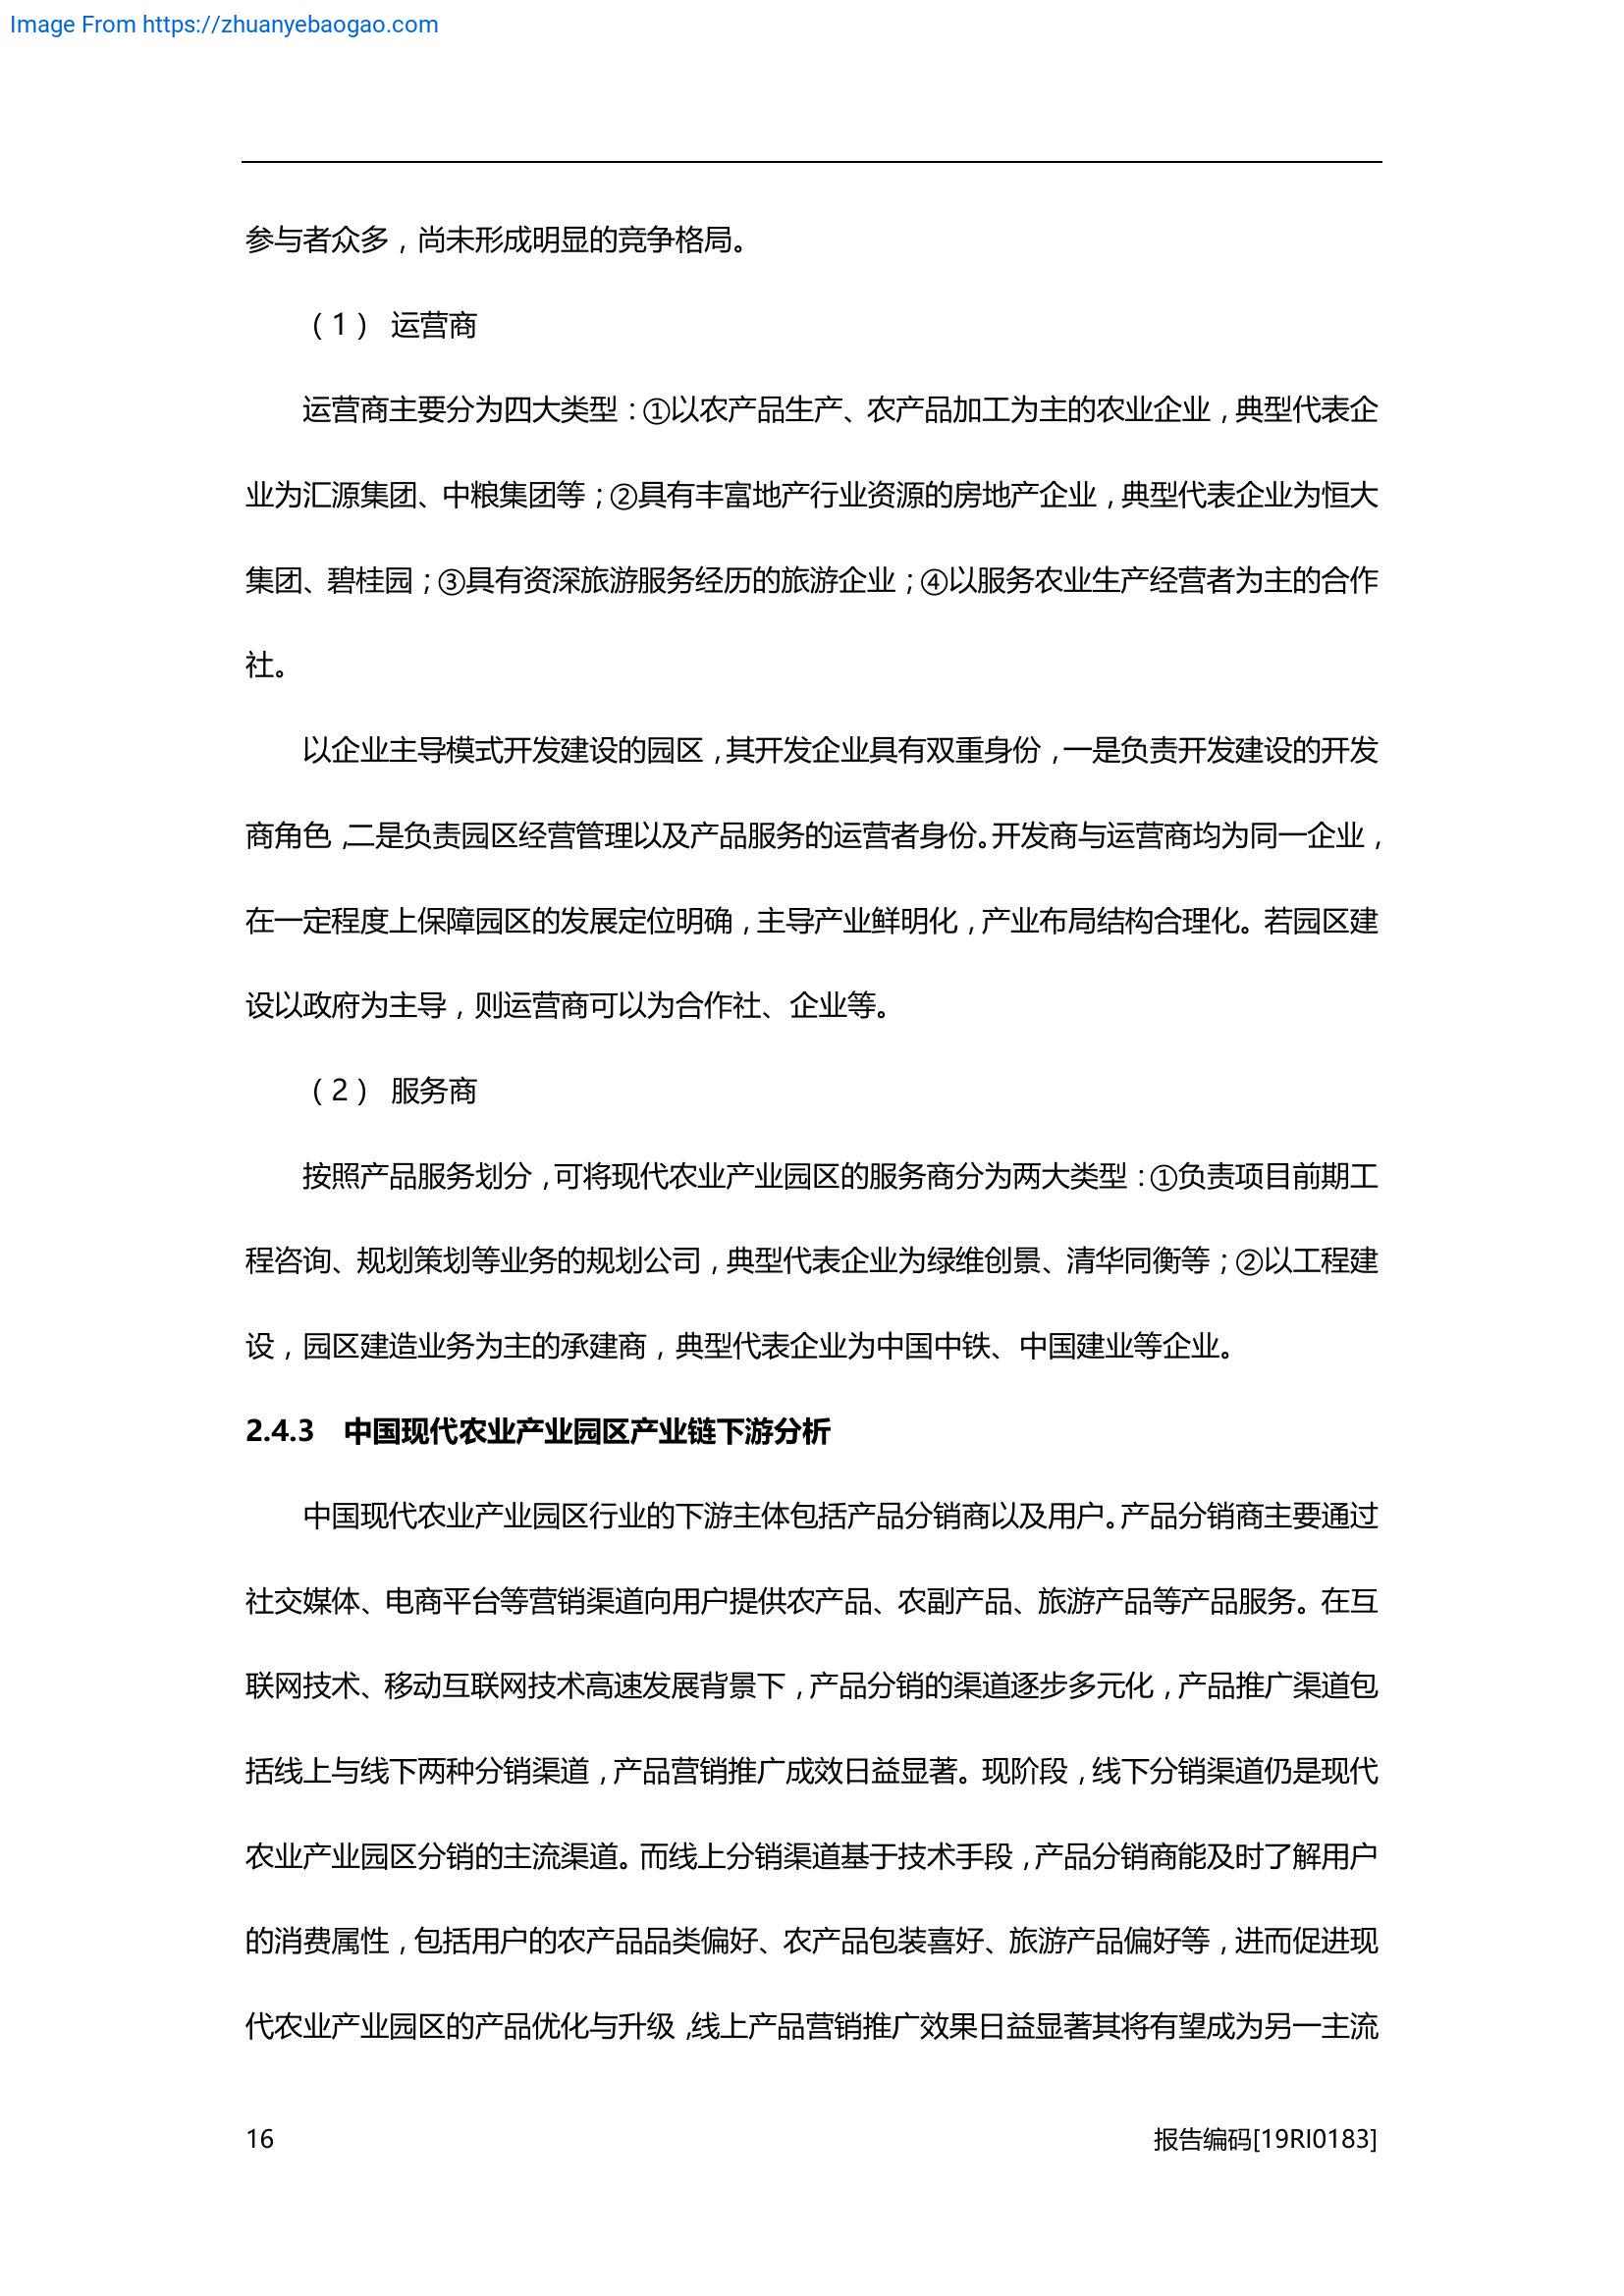 Image From https://zhuanyebaogao.com
参与者众多，尚未形成明显的竞争格局。
（1） 运营商
运营商主要分为四大类型：①以农产品生产、农产品加工为主的农业企业，典型代表企
业为汇源集团、中粮集团等；②具有丰富地产行业资源的房地产企业，典型代表企业为恒大
集团、碧桂园；③具有资深旅游服务经历的旅游企业；④以服务农业生产经营者为主的合作
社。
以企业主导模式开发建设的园区，其开发企业具有双重身份，一是负责开发建设的开发
商角色，二是负责园区经营管理以及产品服务的运营者身份。开发商与运营商均为同一企业，
在一定程度上保障园区的发展定位明确，主导产业鲜明化，产业布局结构合理化。若园区建
设以政府为主导，则运营商可以为合作社、企业等。
（2） 服务商
按照产品服务划分，可将现代农业产业园区的服务商分为两大类型：①负责项目前期工
程咨询、规划策划等业务的规划公司，典型代表企业为绿维创景、清华同衡等；②以工程建
设，园区建造业务为主的承建商，典型代表企业为中国中铁、中国建业等企业。
2.4.3 中国现代农业产业园区产业链下游分析
中国现代农业产业园区行业的下游主体包括产品分销商以及用户。产品分销商主要通过
社交媒体、电商平台等营销渠道向用户提供农产品、农副产品、旅游产品等产品服务。在互
联网技术、移动互联网技术高速发展背景下，产品分销的渠道逐步多元化，产品推广渠道包
括线上与线下两种分销渠道，产品营销推广成效日益显著。现阶段，线下分销渠道仍是现代
农业产业园区分销的主流渠道。而线上分销渠道基于技术手段，产品分销商能及时了解用户
的消费属性，包括用户的农产品品类偏好、农产品包装喜好、旅游产品偏好等，进而促进现
代农业产业园区的产品优化与升级，线上产品营销推广效果日益显著其将有望成为另一主流
16
报告编码[19RI0183]